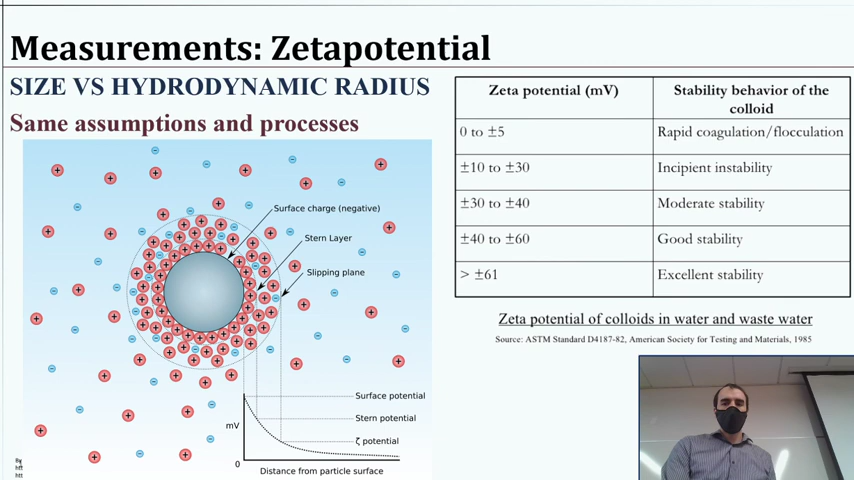 Measurements: Zetapotential
SIZE VS HYDRODYNAMIC RADIUS
Same assumptions and processes
Surface charge (negative)
Stern Layer
Slipping plane
Surface potential
Stern potential
ζ potential
mV
0
Distance from particle surface
Zeta potential (mV) Stability behavior of the
colloid
0 to ±5 Rapid coagulation/flocculation
±10 to ±30 Incipient instability
±30 to ±40 Moderate stability
±40 to ±60 Good stability
> ±61 Excellent stability
Zeta potential of colloids in water and waste water
Source: ASTM Standard D4187-82, American Society for Testing and Materials, 1985